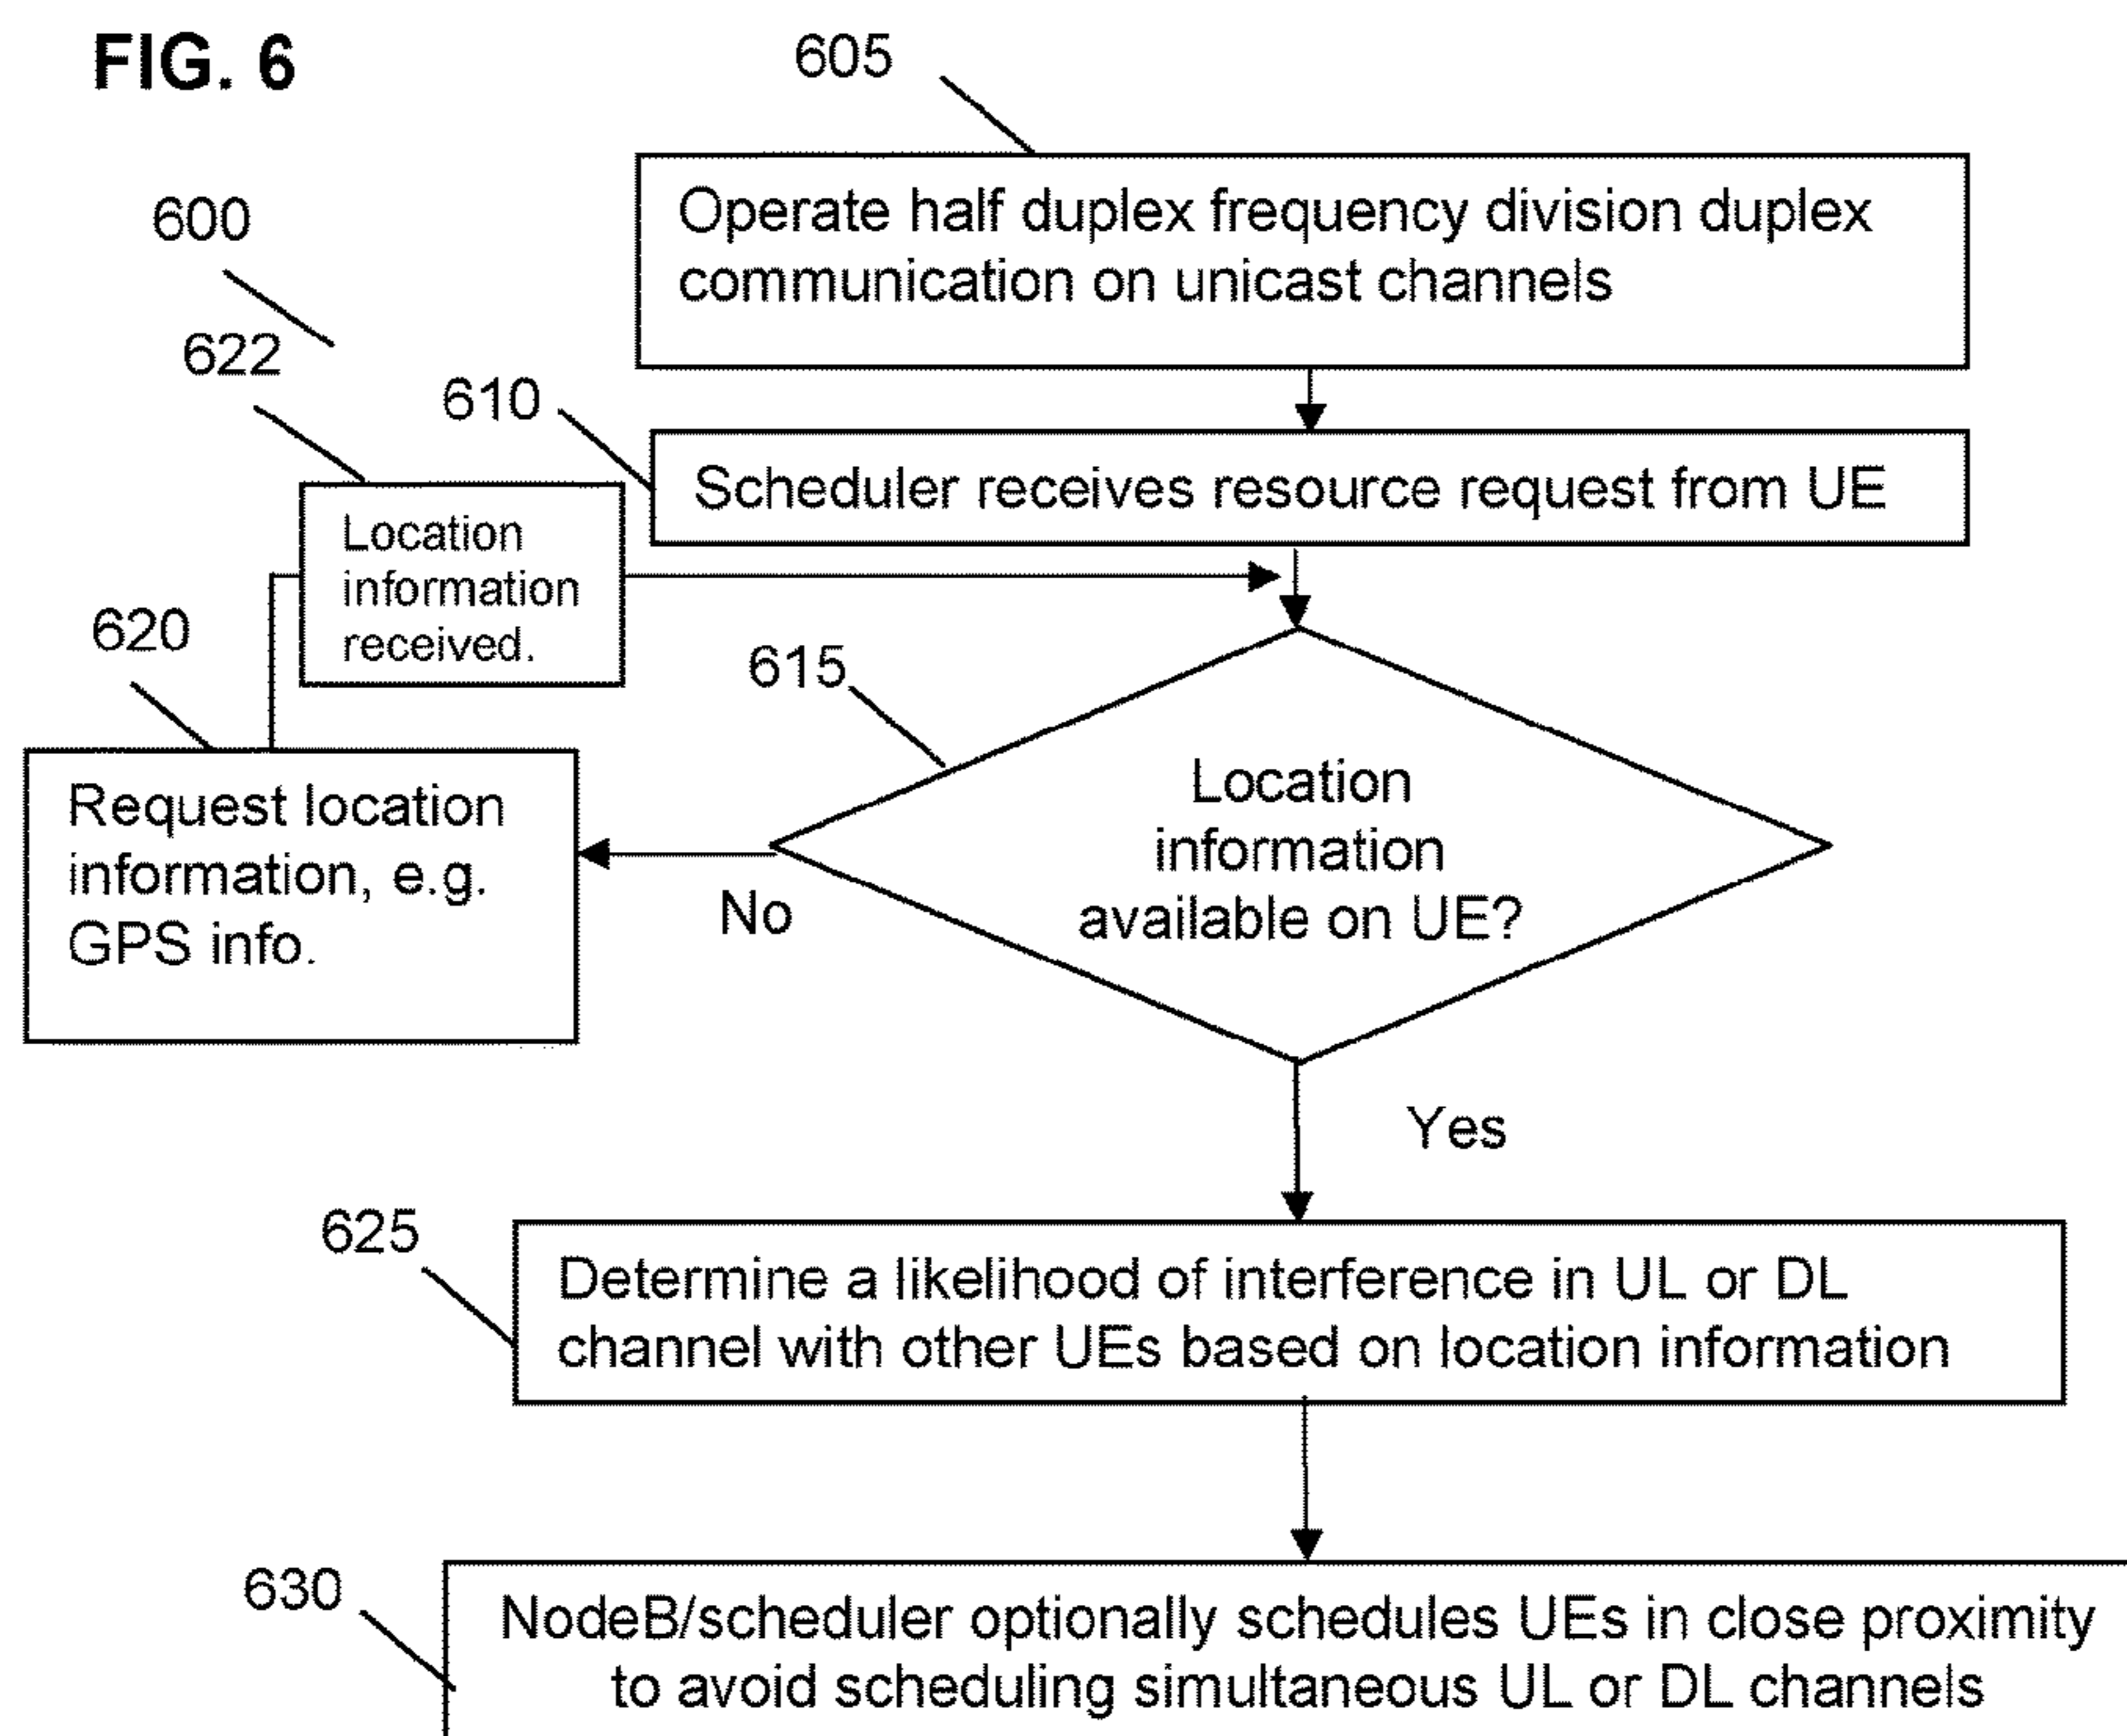 FIG. 6
605
Operate half duplex frequency division duplex
communication on unicast channels
600
622
610
Scheduler receives resource request from UE
Location
information
received.
620
615
Location
information
available on UE?
Request location
information, e.g.
GPS info.
No
Yes
625
Determine a likelihood of interference in UL or DL
channel with other UEs based on location information
630
NodeB/scheduler optionally schedules UEs in close proximity
to avoid scheduling simultaneous UL or DL channels